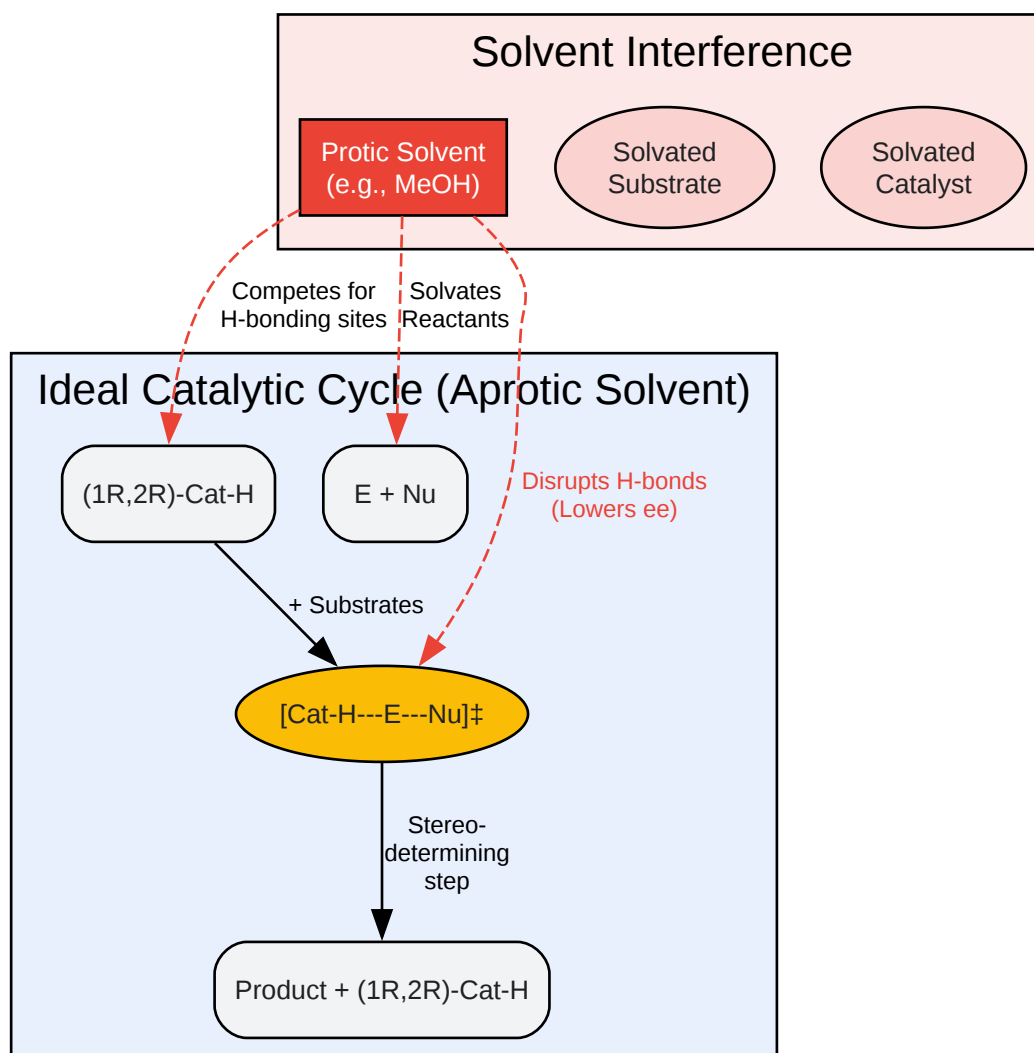 Solvent Interference
Protic Solvent
(e.g., MeOH)
Solvated
Substrate
Solvated
Catalyst
Competes for
H-bonding sites
Solvates
Reactants
Ideal Catalytic Cycle (Aprotic Solvent)
(1R,2R)-Cat-H
E + Nu
Disrupts H-bonds
(Lowers ee)
+ Substrates
[Cat-H---E---Nu]‡
Stereo-
determining
step
Product + (1R,2R)-Cat-H